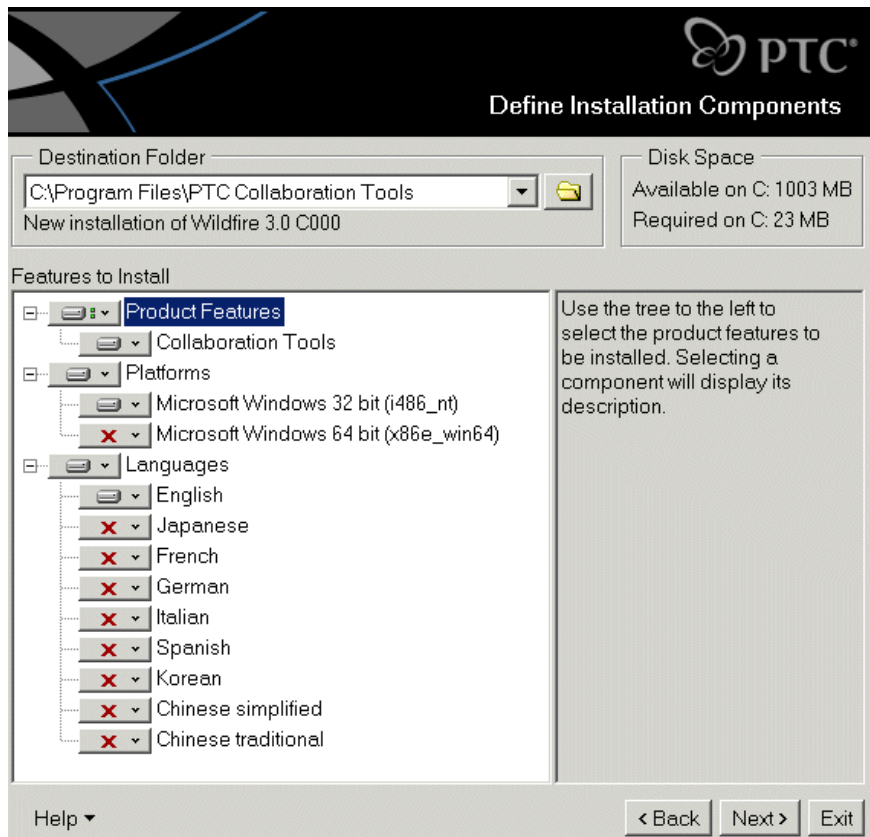 PTC®
Define Installation Components
Destination Folder
C:\Program Files\PTC Collaboration Tools
New installation of Wildfire 3.0 C000
Disk Space
Available on C: 1003 MB
Required on C: 23 MB
Features to Install
Product Features
Collaboration Tools
Platforms
Microsoft Windows 32 bit (i486_nt)
Microsoft Windows 64 bit (x86e_win64)
Languages
English
Japanese
French
German
Italian
Spanish
Korean
Chinese simplified
Chinese traditional
Use the tree to the left to
select the product features to
be installed. Selecting a
component will display its
description.
Help
< Back
Next >
Exit